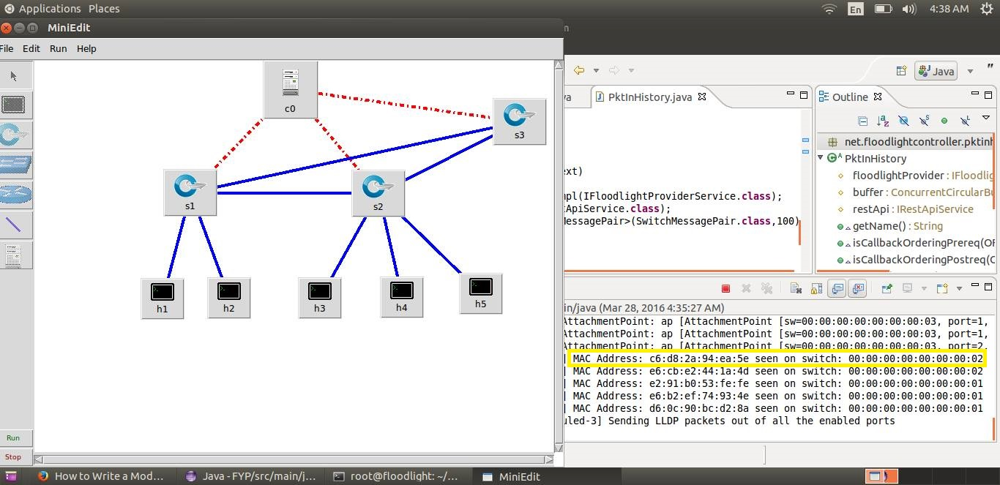 Applications Places
En
4:38 AM
MiniEdit
File Edit Run Help
c0
s3
s1
s2
h1
h2
h3
h4
h5
Run
Stop
Java
PktInHistory.java
Outline
ext)
mpl(IFloodlightProviderService.class);
tApiService.class);
MessagePair>(SwitchMessagePair.class,100)
net.floodlightcontroller.pktinh
PktInHistory
floodlightProvider : IFloodlig
buffer : ConcurrentCircularBu
restApi : IRestApiService
getName() : String
isCallbackOrderingPrereq(OF
isCallbackOrderingPostreq(O
in/java (Mar 28, 2016 4:35:27 AM)
AttachmentPoint: ap [AttachmentPoint [sw=00:00:00:00:00:00:00:03, port=1,
AttachmentPoint: ap [AttachmentPoint [sw=00:00:00:00:00:00:00:03, port=1,
AttachmentPoint: ap [AttachmentPoint [sw=00:00:00:00:00:00:00:03, port=2,
] MAC Address: c6:d8:2a:94:ea:5e seen on switch: 00:00:00:00:00:00:00:02
] MAC Address: e6:cb:e2:44:1a:4d seen on switch: 00:00:00:00:00:00:00:02
] MAC Address: e2:91:b0:53:fe:fe seen on switch: 00:00:00:00:00:00:00:01
] MAC Address: e6:b2:ef:74:93:4e seen on switch: 00:00:00:00:00:00:00:01
] MAC Address: d6:0c:90:bc:d2:8a seen on switch: 00:00:00:00:00:00:00:01
uled-3] Sending LLDP packets out of all the enabled ports
How to Write a Mod...
Java - FYP/src/main/j...
root@floodlight: ~/...
MiniEdit